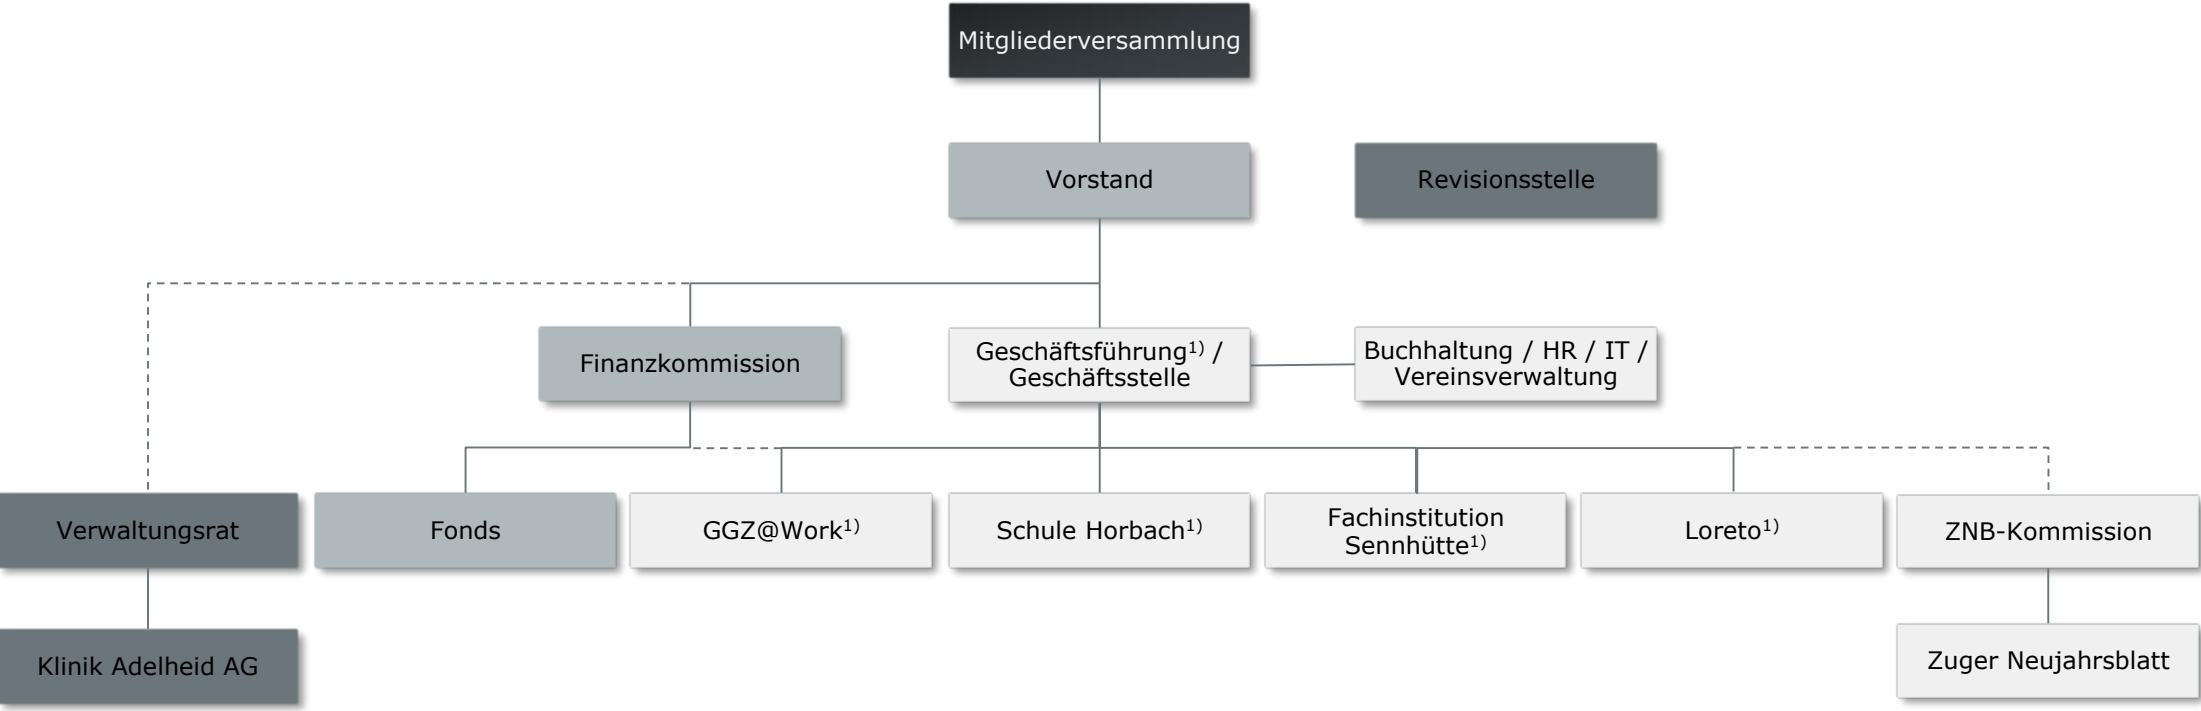 Mitgliederversammlung
Vorstand
Revisionsstelle
Finanzkommission
Geschäftsführung¹⁾ /
Geschäftsstelle
Buchhaltung / HR / IT /
Vereinsverwaltung
Verwaltungsrat
Fonds
GGZ@Work¹⁾
Schule Horbach¹⁾
Fachinstitution
Sennhütte¹⁾
Loreto¹⁾
ZNB-Kommission
Klinik Adelheid AG
Zuger Neujahrsblatt